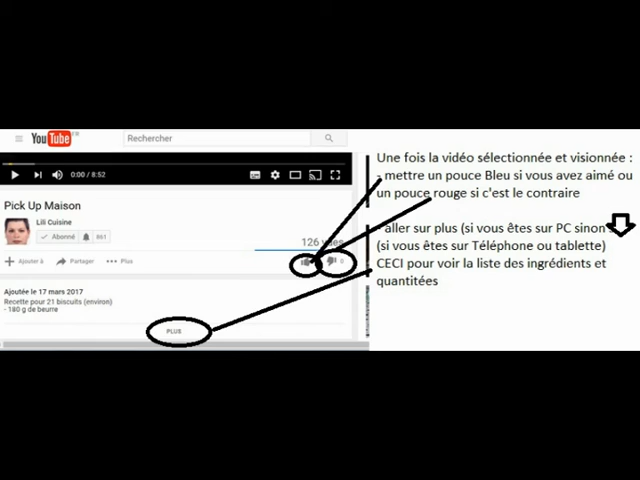 YouTube FR
Rechercher
0:00 / 8:52
Pick Up Maison
Lili Cuisine
Abonné 861
126 vues
Ajouter à Partager ••• Plus
0
Ajoutée le 17 mars 2017
Recette pour 21 biscuits (environ)
- 180 g de beurre
PLUS
Une fois la vidéo sélectionnée et visionnée :
- mettre un pouce Bleu si vous avez aimé ou
un pouce rouge si c'est le contraire
- aller sur plus (si vous êtes sur PC sinon
(si vous êtes sur Téléphone ou tablette)
CECI pour voir la liste des ingrédients et
quantitées